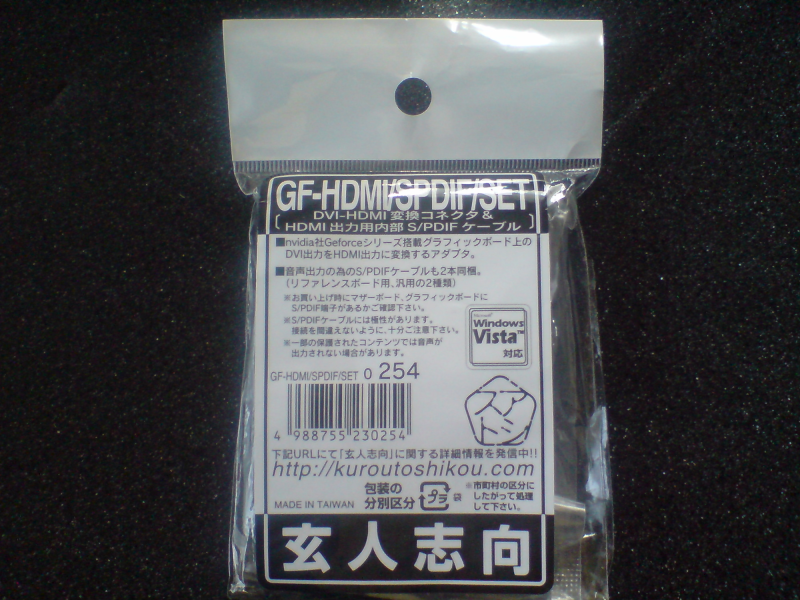 GF-HDMI/SPDIF/SET
DVI-HDMI 変換コネクタ &
HDMI 出力用内部 S/PDIF ケーブル
■nvidia社Geforceシリーズ搭載グラフィックボード上の
DVI出力をHDMI出力に変換するアダプタ。
■音声出力の為のS/PDIFケーブルも2本同梱。
(リファレンスボード用、汎用の2種類)
※お買い上げ時にマザーボード、グラフィックボードに
S/PDIF端子があるかご確認下さい。
※S/PDIFケーブルには極性があります。
接続を間違えないように、十分ご注意下さい。
※一部の保護されたコンテンツでは音声が
出力されない場合があります。
Microsoft
Windows
Vista™
対応
GF-HDMI/SPDIF/SET 0 254
4 988755 230254
下記URLにて「玄人志向」に関する詳細情報を発信中!!
http://kuroutoshikou.com
MADE IN TAIWAN
包装の
分別区分
プラ
袋
※市町村の区分に
したがって処理
して下さい。
玄人志向